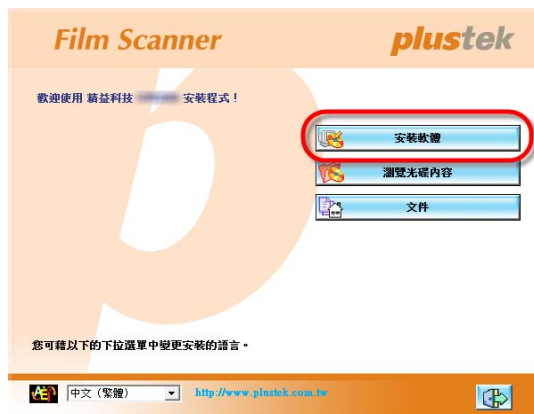 Film Scanner
plustek
歡迎使用 精益科技 安裝程式！
安裝軟體
瀏覽光碟內容
文件
您可藉以下的下拉選單中變更安裝的語言。
中文 (繁體)
http://www.plustek.com.tw